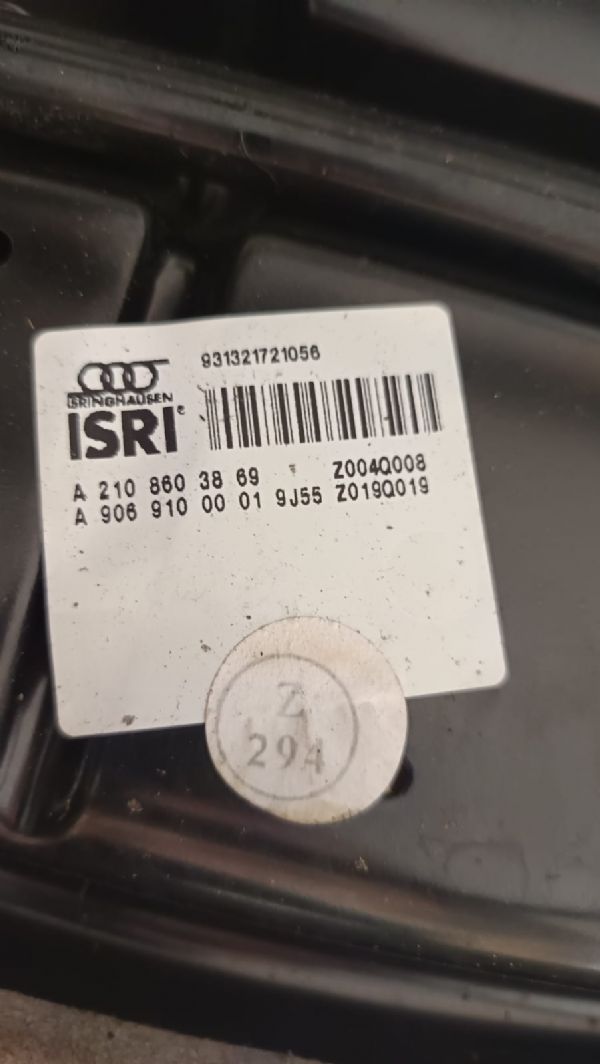 931321721056
ISRINGHAUSEN
ISRI®
A 210 860 38 69 Z004Q008
A 906 910 00 01 9J55 Z019Q019
Z
294